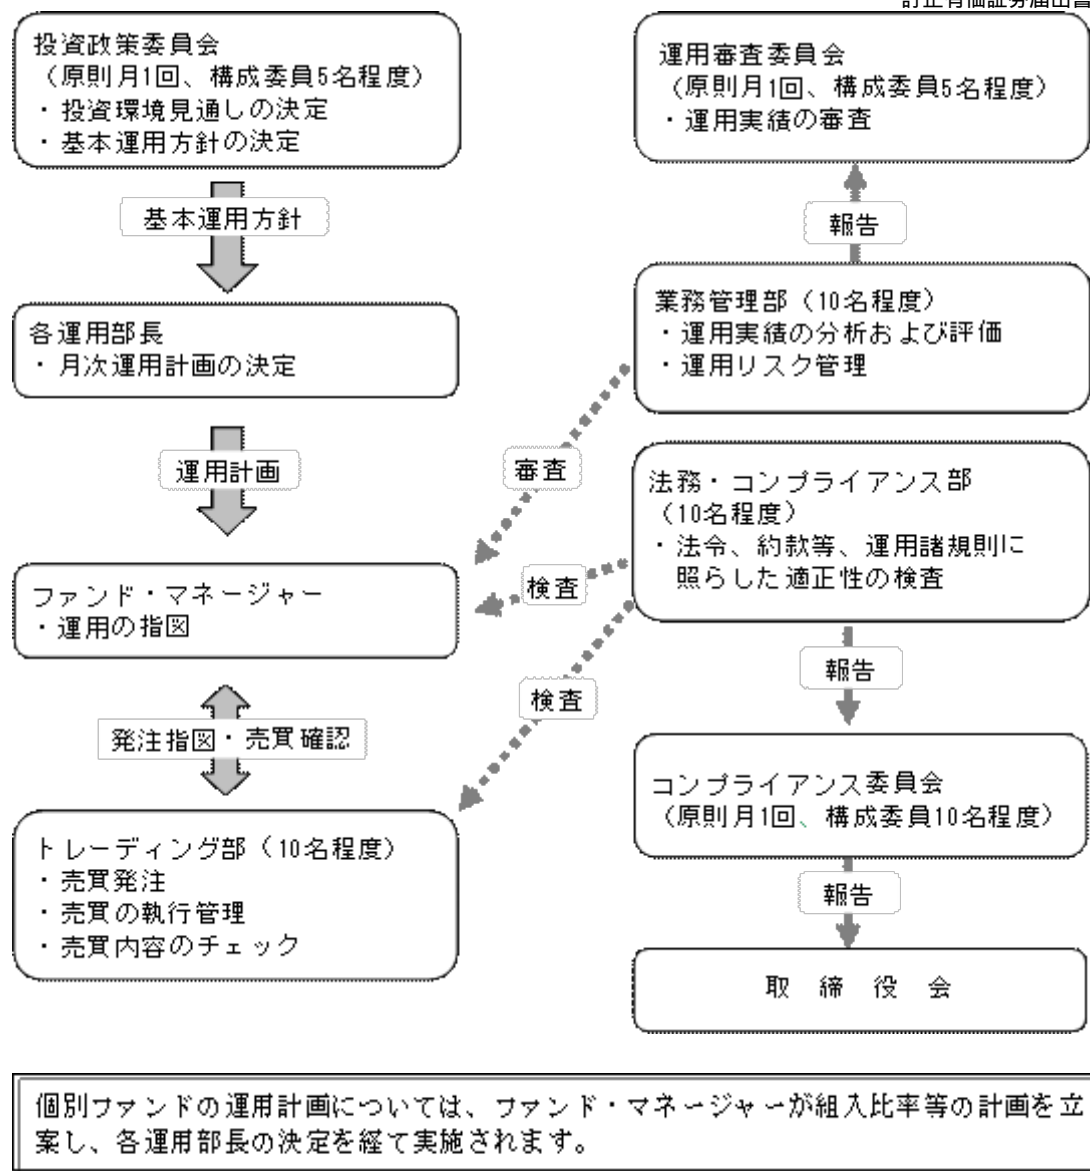 訂正有価証券届出書
投資政策委員会
（原則月1回、構成委員5名程度）
・投資環境見通しの決定
・基本運用方針の決定
基本運用方針
各運用部長
・月次運用計画の決定
運用計画
ファンド・マネージャー
・運用の指図
発注指図・売買確認
トレーディング部（10名程度）
・売買発注
・売買の執行管理
・売買内容のチェック
運用審査委員会
（原則月1回、構成委員5名程度）
・運用実績の審査
報告
業務管理部（10名程度）
・運用実績の分析および評価
・運用リスク管理
審査
法務・コンプライアンス部
（10名程度）
・法令、約款等、運用諸規則に
照らした適正性の検査
検査
検査
報告
コンプライアンス委員会
（原則月1回、構成委員10名程度）
報告
取　締　役　会
個別ファンドの運用計画については、ファンド・マネージャーが組入比率等の計画を立
案し、各運用部長の決定を経て実施されます。